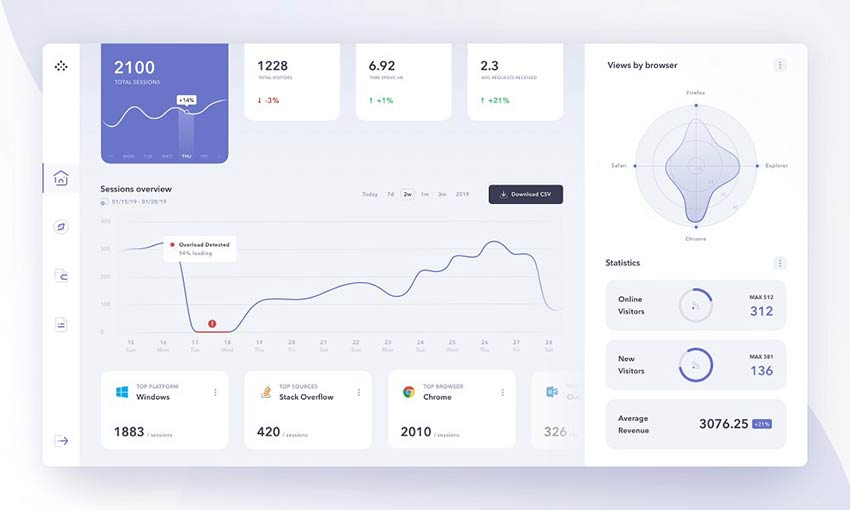 2100
TOTAL SESSIONS
+14%
MON TUE WED THU FRI
1228
TOTAL VISITORS
↓ -3%
6.92
TIME SPENT, HR
↑ +1%
2.3
AVG REQUESTS RECEIVED
↑ +21%
Sessions overview
01/15/19 - 01/28/19
Today 7d 2w 1m 3m 2019
Download CSV
400
300
200
100
0
Overload Detected
94% loading
15 16 17 18 19 20 21 22 23 24 25 26 27 28
Sun Mon Tue Wed Thu Fri Sat Sun Mon Tue Wed Thu Fri Sat
TOP PLATFORM
Windows
1883 / sessions
TOP SOURCES
Stack Overflow
420 / sessions
TOP BROWSER
Chrome
2010 / sessions
326 / sessions
Views by browser
Firefox
Safari
Explorer
40
Chrome
Statistics
Online
Visitors
MAX 512
312
New
Visitors
MAX 381
136
Average
Revenue
3076.25 +21%